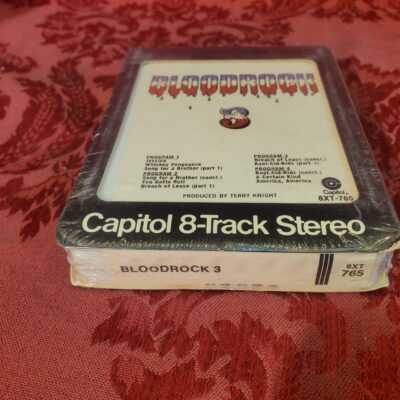 BLOODROCK
3
PROGRAM 1
Jessica
Whiskey Vengeance
Song for a Brother (part 1)
PROGRAM 2
Song for a Brother (concl.)
You Gotta Roll
Breach of Lease (part 1)
PROGRAM 3
Breach of Lease (concl.)
Kool-Aid-Kids (part 1)
PROGRAM 4
Kool-Aid-Kids (concl.)
A Certain Kind
America, America
Capitol
8XT-765
PRODUCED BY TERRY KNIGHT
Capitol 8-Track Stereo
BLOODROCK 3
8XT-
765